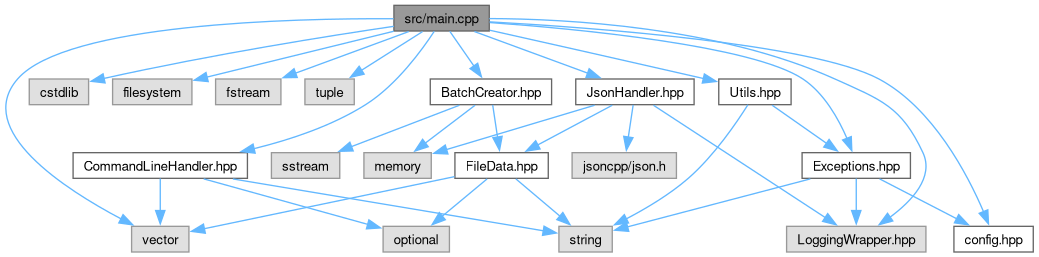 src/main.cpp
cstdlib
filesystem
fstream
tuple
BatchCreator.hpp
JsonHandler.hpp
Utils.hpp
CommandLineHandler.hpp
sstream
memory
FileData.hpp
jsoncpp/json.h
Exceptions.hpp
vector
optional
string
LoggingWrapper.hpp
config.hpp